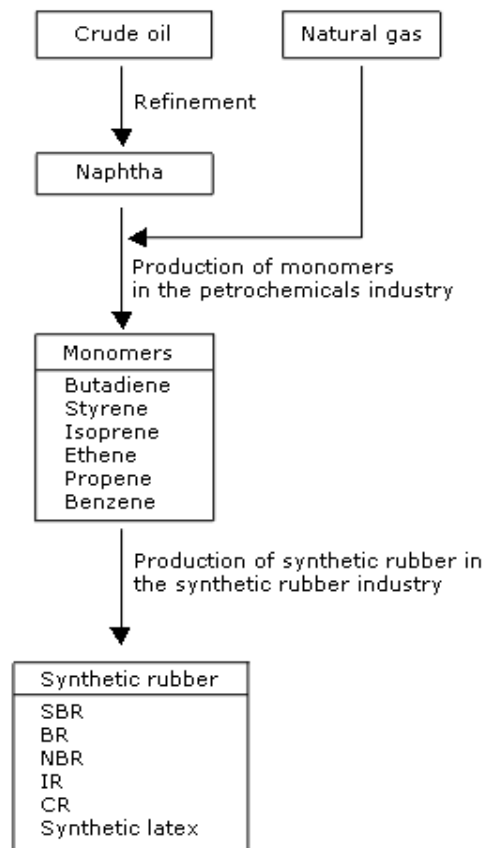 Crude oil
Natural gas
Refinement
Naphtha
Production of monomers
in the petrochemicals industry
Monomers
Butadiene
Styrene
Isoprene
Ethene
Propene
Benzene
Production of synthetic rubber in
the synthetic rubber industry
Synthetic rubber
SBR
BR
NBR
IR
CR
Synthetic latex